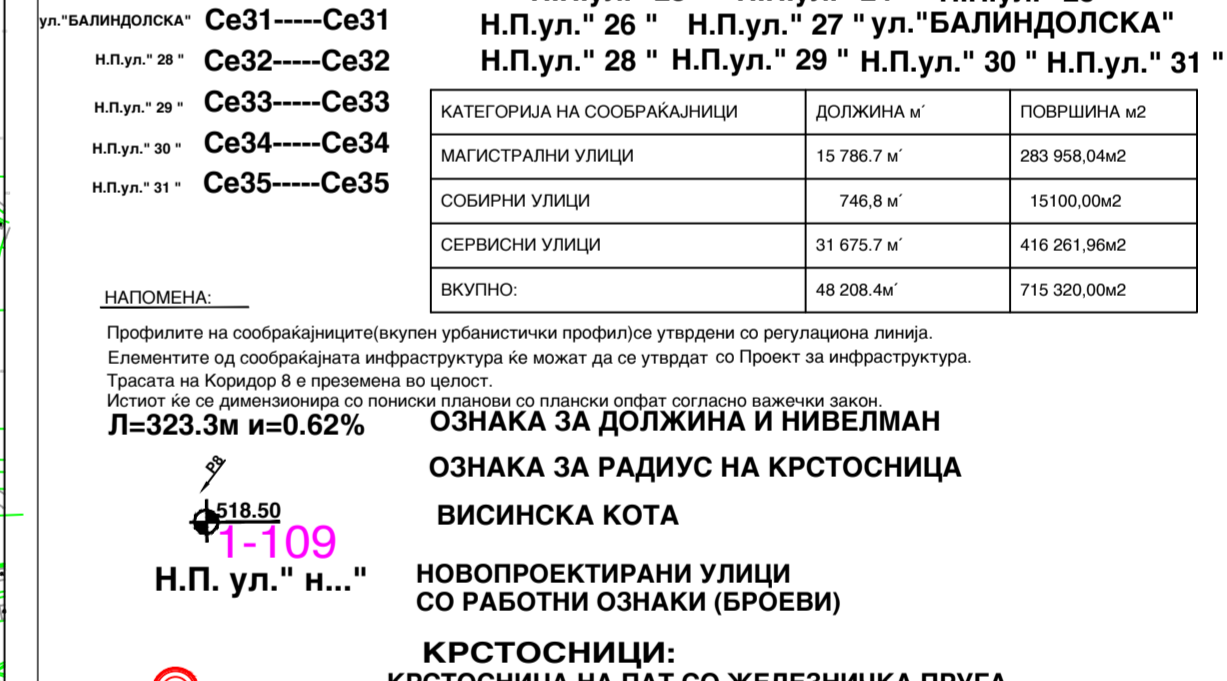 ул."БАЛИНДОЛСКА" Се31-----Се31
Н.П.ул." 26 " Н.П.ул." 27 " ул."БАЛИНДОЛСКА"
Н.П.ул." 28 " Се32-----Се32
Н.П.ул." 28 " Н.П.ул." 29 " Н.П.ул." 30 " Н.П.ул." 31 "
Н.П.ул." 29 " Се33-----Се33
Н.П.ул." 30 " Се34-----Се34
Н.П.ул." 31 " Се35-----Се35
КАТЕГОРИЈА НА СООБРАЌАЈНИЦИ ДОЛЖИНА м´ ПОВРШИНА м2
МАГИСТРАЛНИ УЛИЦИ 15 786.7 м´ 283 958,04м2
СОБИРНИ УЛИЦИ 746,8 м´ 15100,00м2
СЕРВИСНИ УЛИЦИ 31 675.7 м´ 416 261,96м2
ВКУПНО: 48 208.4м´ 715 320,00м2
НАПОМЕНА:
Профилите на сообраќајниците(вкупен урбанистички профил)се утврдени со регулациона линија.
Елементите од сообраќајната инфраструктура ќе можат да се утврдат со Проект за инфраструктура.
Трасата на Коридор 8 е преземена во целост.
Истиот ќе се димензионира со пониски планови со плански опфат согласно важечки закон.
Л=323.3м и=0.62% ОЗНАКА ЗА ДОЛЖИНА И НИВЕЛМАН
Р8 ОЗНАКА ЗА РАДИУС НА КРСТОСНИЦА
518.50 ВИСИНСКА КОТА
1-109
Н.П. ул." н..." НОВОПРОЕКТИРАНИ УЛИЦИ
СО РАБОТНИ ОЗНАКИ (БРОЕВИ)
КРСТОСНИЦИ:
КРСТОСНИЦА НА ПАТ СО ЖЕЛЕЗНИЧКА ПРУГА